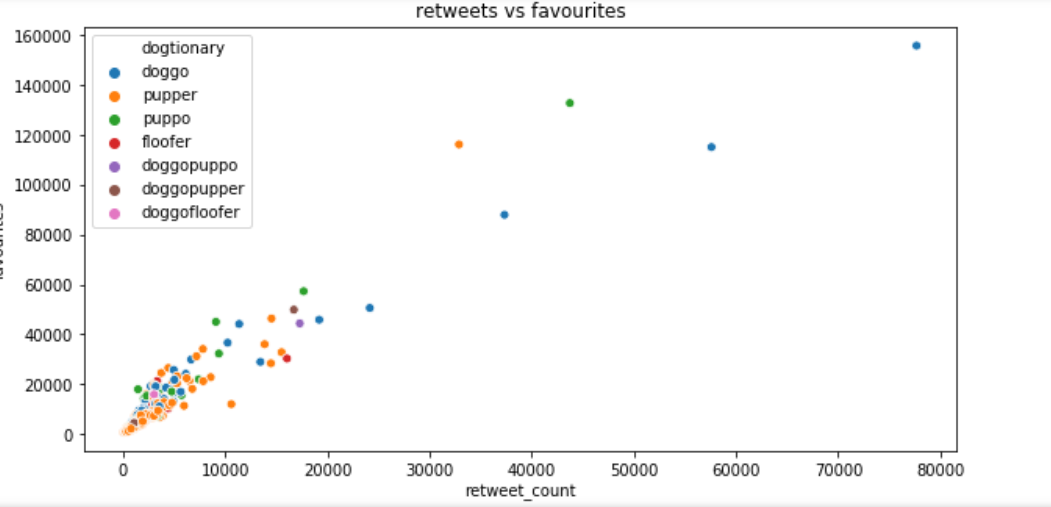 retweets vs favourites
160000
140000
120000
100000
80000
60000
40000
20000
0
dogtionary
doggo
pupper
puppo
floofer
doggopuppo
doggopupper
doggofloofer
0 10000 20000 30000 40000 50000 60000 70000 80000
retweet_count